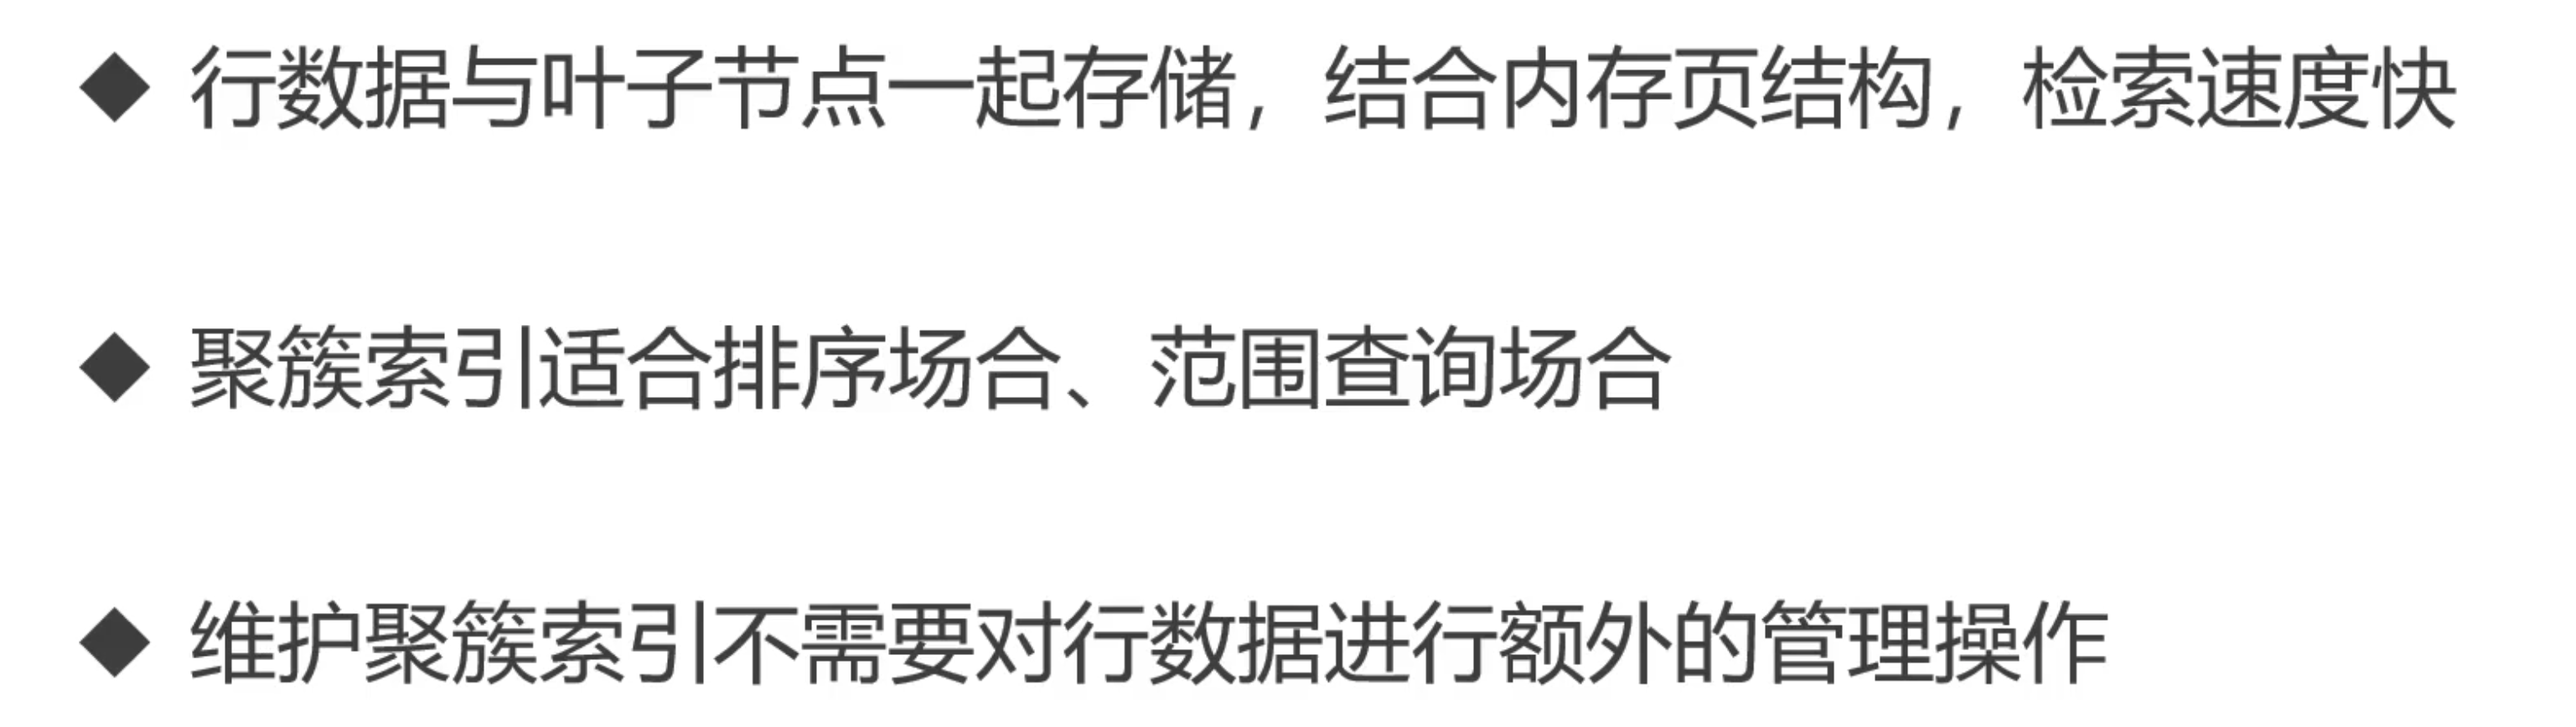 ◆ 行数据与叶子节点一起存储，结合内存页结构，检索速度快
◆ 聚簇索引适合排序场合、范围查询场合
◆ 维护聚簇索引不需要对行数据进行额外的管理操作